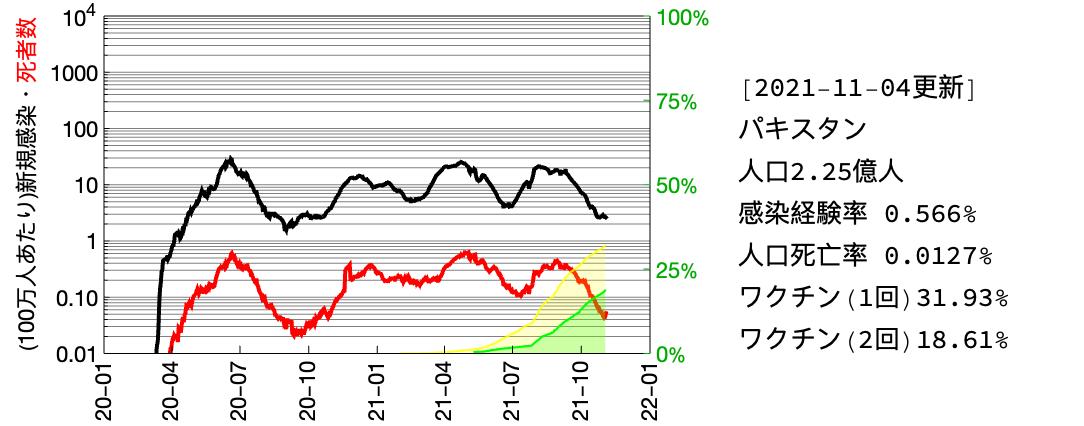 (100万人あたり)新規感染・死者数
10^4
1000
100
10
1
0.10
0.01
100%
75%
50%
25%
0%
20-01
20-04
20-07
20-10
21-01
21-04
21-07
21-10
22-01
[2021-11-04更新]
パキスタン
人口2.25億人
感染経験率 0.566%
人口死亡率 0.0127%
ワクチン(1回)31.93%
ワクチン(2回)18.61%